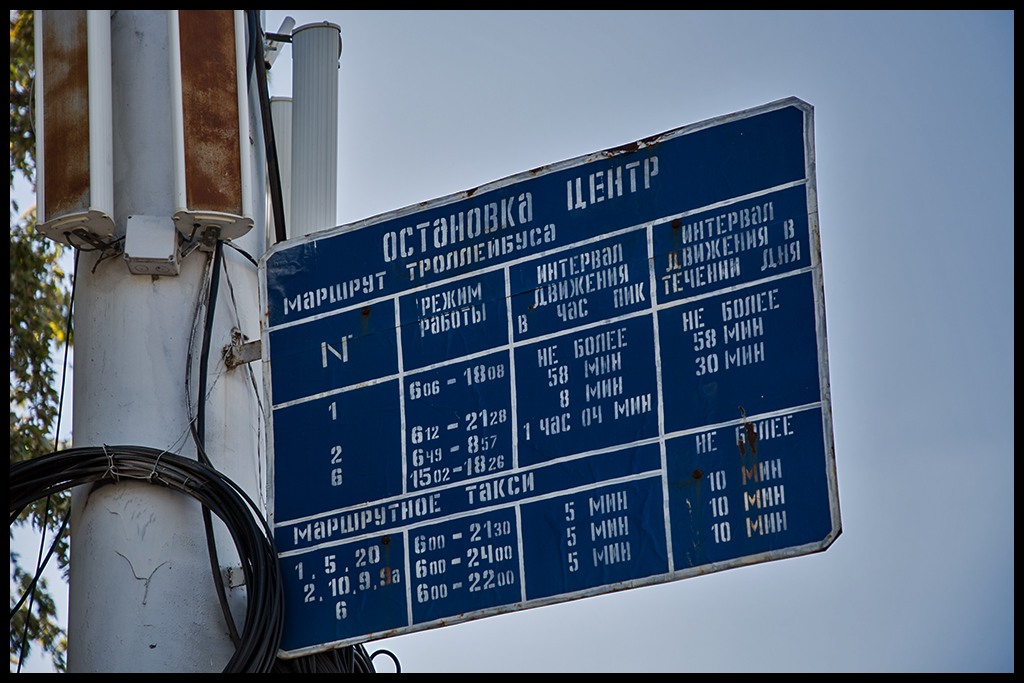 ОСТАНОВКА ЦЕНТР
МАРШРУТ ТРОЛЛЕЙБУСА
N
РЕЖИМ
РАБОТЫ
ИНТЕРВАЛ
ДВИЖЕНИЯ
В ЧАС ПИК
ИНТЕРВАЛ
ДВИЖЕНИЯ В
ТЕЧЕНИИ ДНЯ
1
2
6
606 - 1808
612 - 2128
649 - 857
1502 - 1826
НЕ БОЛЕЕ
58 МИН
8 МИН
1 ЧАС 04 МИН
НЕ БОЛЕЕ
58 МИН
30 МИН
МАРШРУТНОЕ ТАКСИ
1, 5, 20
2, 10, 9, 9а
6
600 - 2130
600 - 2400
600 - 2200
5 МИН
5 МИН
5 МИН
НЕ БОЛЕЕ
10 МИН
10 МИН
10 МИН